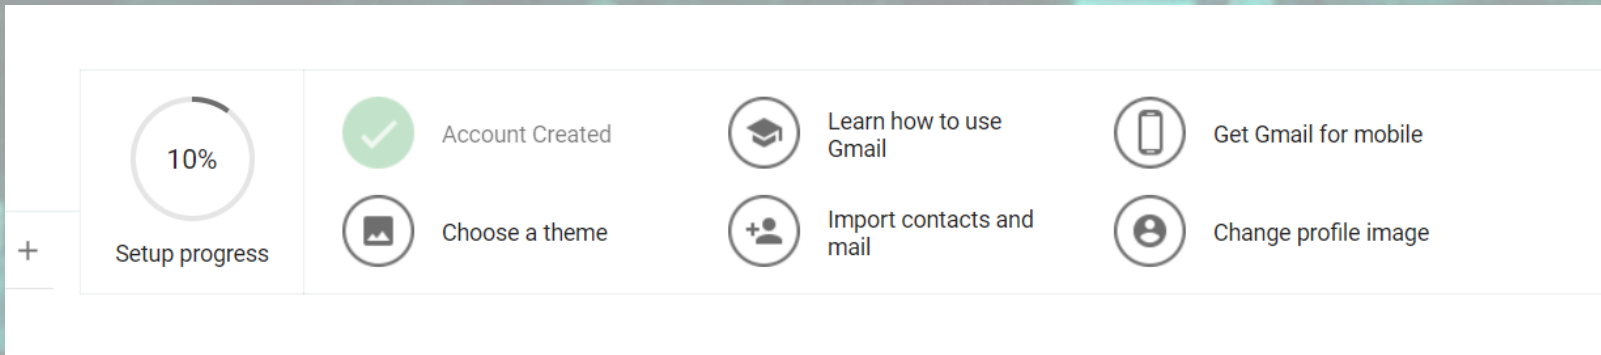 10%
Setup progress
Account Created
Learn how to use
Gmail
Get Gmail for mobile
Choose a theme
Import contacts and
mail
Change profile image